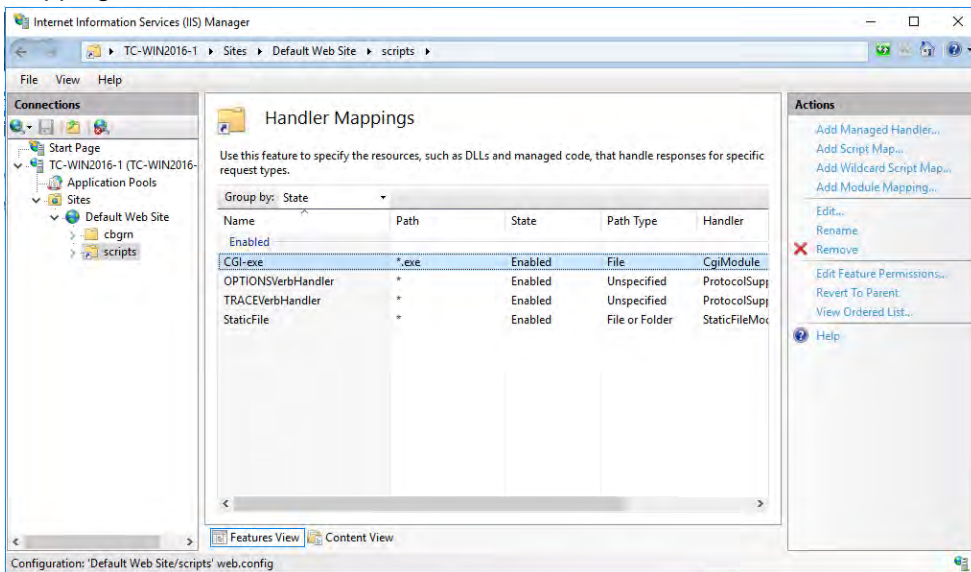 Internet Information Services (IIS) Manager
TC-WIN2016-1 Sites Default Web Site scripts
File View Help
Connections
Start Page
TC-WIN2016-1 (TC-WIN2016-
Application Pools
Sites
Default Web Site
cbgrn
scripts
Handler Mappings
Use this feature to specify the resources, such as DLLs and managed code, that handle responses for specific
request types.
Group by: State
Name Path State Path Type Handler
Enabled
CGI-exe *.exe Enabled File CgiModule
OPTIONSVerbHandler * Enabled Unspecified ProtocolSupp
TRACEVerbHandler * Enabled Unspecified ProtocolSupp
StaticFile * Enabled File or Folder StaticFileMod
Features View Content View
Actions
Add Managed Handler...
Add Script Map...
Add Wildcard Script Map...
Add Module Mapping...
Edit...
Rename
Remove
Edit Feature Permissions...
Revert To Parent
View Ordered List...
Help
Configuration: 'Default Web Site/scripts' web.config